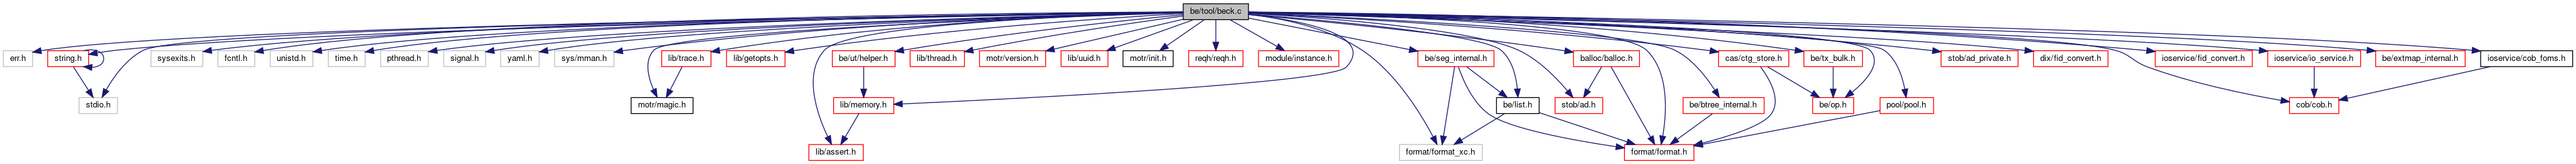 be/tool/beck.c
err.h
string.h
sysexits.h
fcntl.h
unistd.h
time.h
pthread.h
signal.h
yaml.h
sys/mman.h
lib/trace.h
lib/getopts.h
be/ut/helper.h
lib/thread.h
motr/version.h
lib/uuid.h
motr/init.h
reqh/reqh.h
module/instance.h
be/seg_internal.h
balloc/balloc.h
cas/ctg_store.h
be/tx_bulk.h
stob/ad_private.h
dix/fid_convert.h
ioservice/fid_convert.h
ioservice/io_service.h
be/extmap_internal.h
ioservice/cob_foms.h
stdio.h
motr/magic.h
lib/memory.h
be/list.h
stob/ad.h
be/btree_internal.h
be/op.h
pool/pool.h
cob/cob.h
lib/assert.h
format/format_xc.h
format/format.h